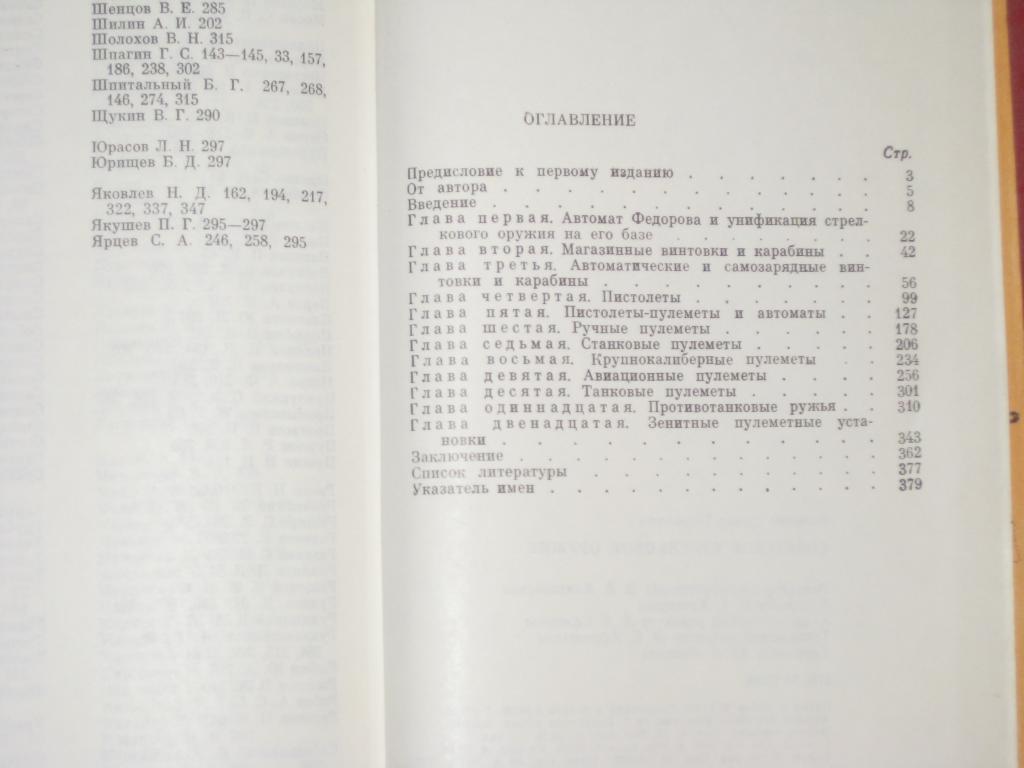 Шенцов В. Е. 285
Шилин А. И. 202
Шолохов В. Н. 315
Шпагин Г. С. 143—145, 33, 157,
186, 238, 302
Шпитальный Б. Г. 267, 268,
146, 274, 315
Щукин В. Г. 290
Юрасов Л. Н. 297
Юрищев Б. Д. 297
Яковлев Н. Д. 162, 194, 217,
322, 337, 347
Якушев П. Г. 295—297
Ярцев С. А. 246, 258, 295
ОГЛАВЛЕНИЕ
Стр.
Предисловие к первому изданию . . . . . . . 3
От автора . . . . . . . . . . . . . 5
Введение . . . . . . . . . . . . . 8
Глава первая. Автомат Федорова и унификация стрел-
кового оружия на его базе . . . . . . . 22
Глава вторая. Магазинные винтовки и карабины . . 42
Глава третья. Автоматические и самозарядные вин-
товки и карабины . . . . . . . . . . 56
Глава четвертая. Пистолеты . . . . . . . 99
Глава пятая. Пистолеты-пулеметы и автоматы . . 127
Глава шестая. Ручные пулеметы . . . . . . 178
Глава седьмая. Станковые пулеметы . . . . . 206
Глава восьмая. Крупнокалиберные пулеметы . . 234
Глава девятая. Авиационные пулеметы . . . . 256
Глава десятая. Танковые пулеметы . . . . . 301
Глава одиннадцатая. Противотанковые ружья . . 310
Глава двенадцатая. Зенитные пулеметные уста-
новки . . . . . . . . . . . . . 343
Заключение . . . . . . . . . . . . 362
Список литературы . . . . . . . . . . 377
Указатель имен . . . . . . . . . . . 379